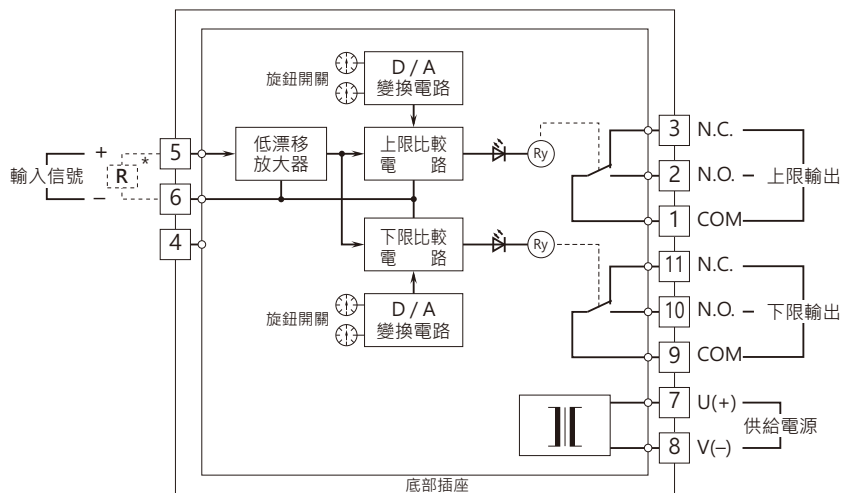 D / A
變換電路
旋鈕開關
低漂移
放大器
上限比較
電 路
下限比較
電 路
D / A
變換電路
旋鈕開關
輸入信號
+
−
R
*
5
6
4
Ry
Ry
3 N.C.
2 N.O.
1 COM
上限輸出
11 N.C.
10 N.O.
9 COM
下限輸出
7 U(+)
8 V(−)
供給電源
底部插座